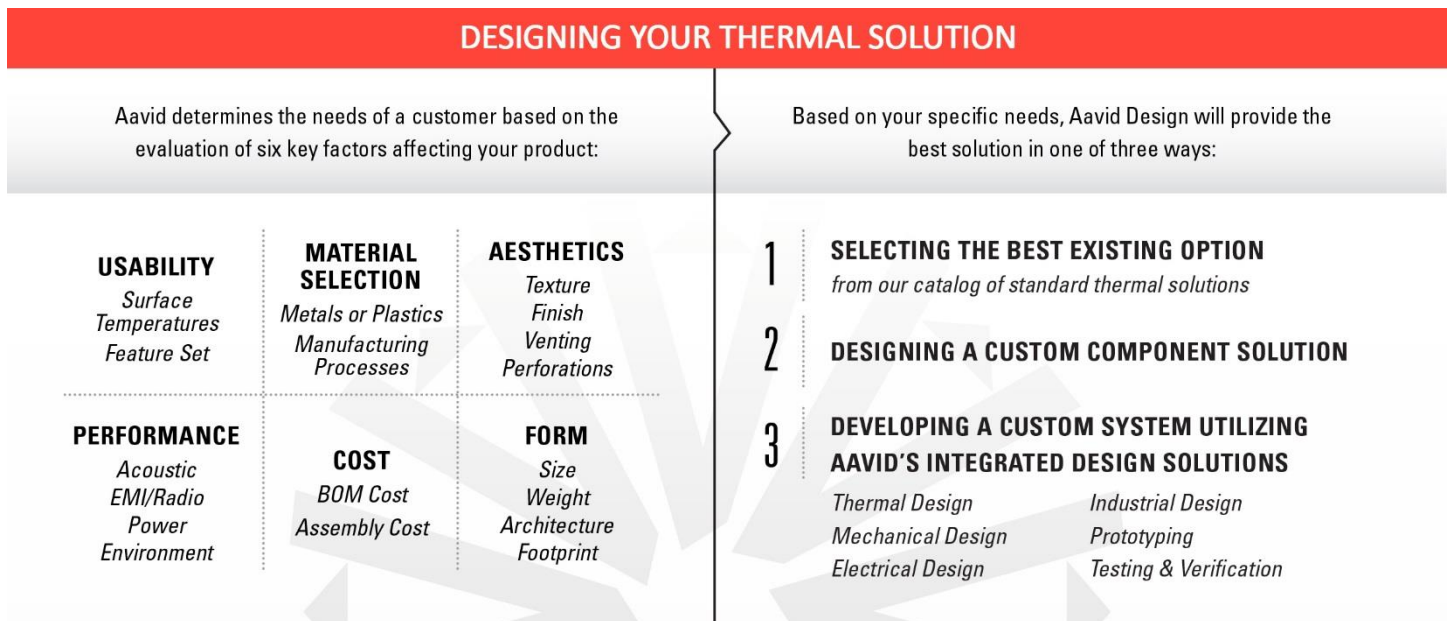 DESIGNING YOUR THERMAL SOLUTION
Aavid determines the needs of a customer based on the
evaluation of six key factors affecting your product:
USABILITY
Surface
Temperatures
Feature Set
MATERIAL
SELECTION
Metals or Plastics
Manufacturing
Processes
AESTHETICS
Texture
Finish
Venting
Perforations
PERFORMANCE
Acoustic
EMI/Radio
Power
Environment
COST
BOM Cost
Assembly Cost
FORM
Size
Weight
Architecture
Footprint
Based on your specific needs, Aavid Design will provide the
best solution in one of three ways:
1
SELECTING THE BEST EXISTING OPTION
from our catalog of standard thermal solutions
2
DESIGNING A CUSTOM COMPONENT SOLUTION
3
DEVELOPING A CUSTOM SYSTEM UTILIZING
AAVID'S INTEGRATED DESIGN SOLUTIONS
Thermal Design
Mechanical Design
Electrical Design
Industrial Design
Prototyping
Testing & Verification